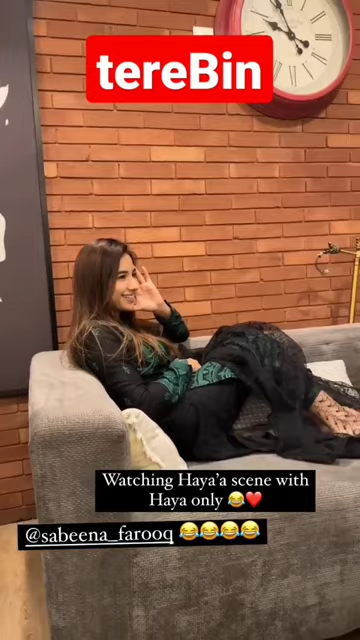 tereBin
Watching Haya'a scene with
Haya only 😂❤️
@sabeena_farooq 😂😂😂😂